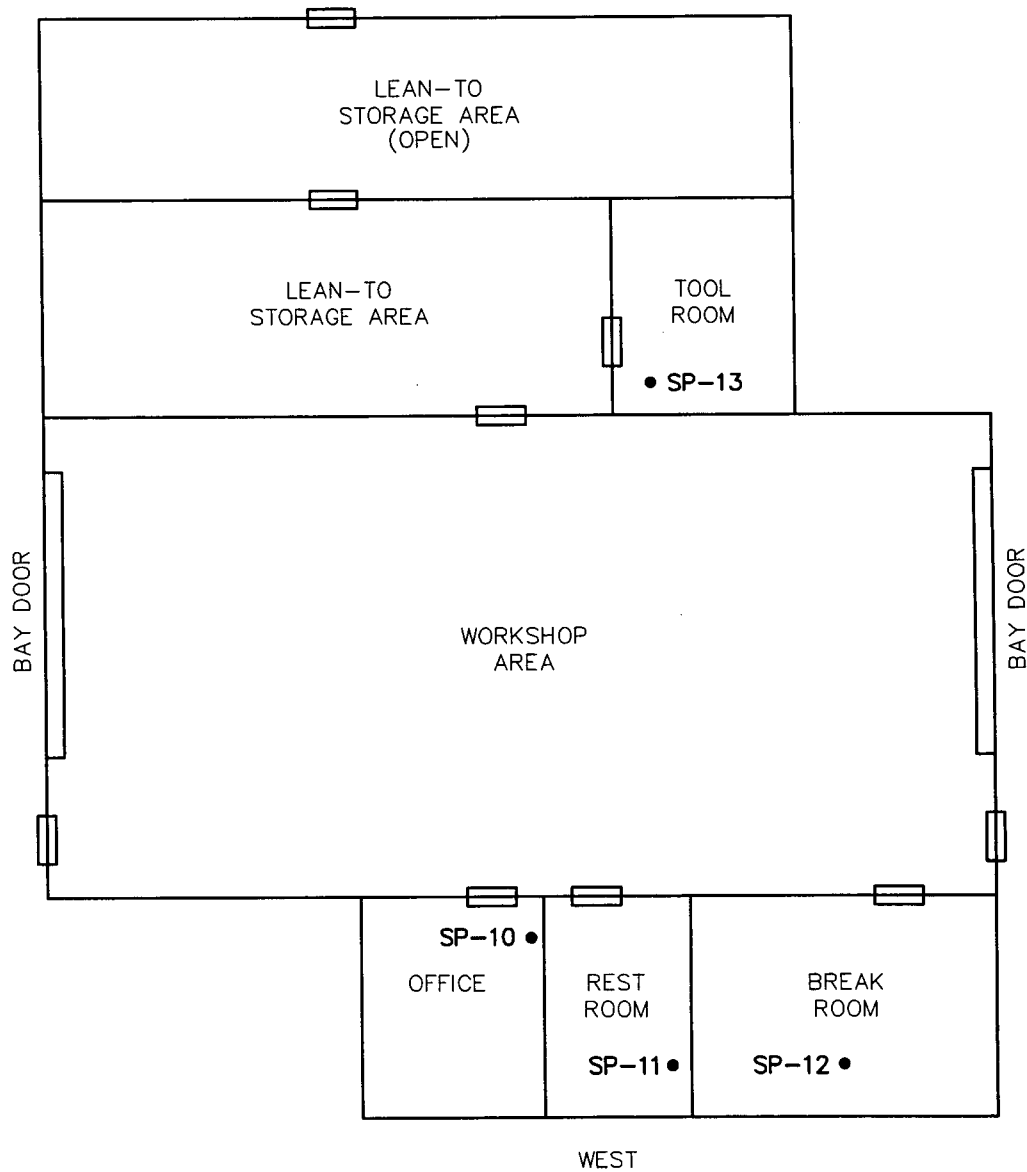 LEAN-TO
STORAGE AREA
(OPEN)
LEAN-TO
STORAGE AREA
TOOL
ROOM
SP-13
BAY DOOR
BAY DOOR
WORKSHOP
AREA
SP-10
OFFICE
REST
ROOM
BREAK
ROOM
SP-11
SP-12
WEST